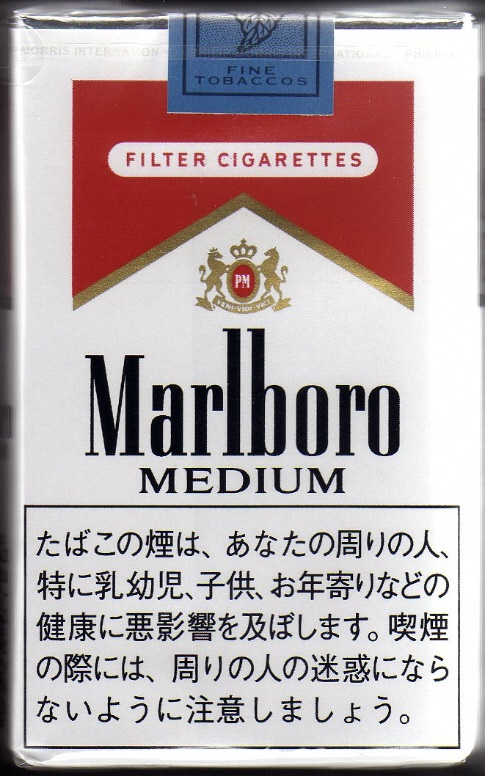 FINE
TOBACCOS
FILTER CIGARETTES
PM
VENI·VIDI·VICI
Marlboro
MEDIUM
たばこの煙は、あなたの周りの人、
特に乳幼児、子供、お年寄りなどの
健康に悪影響を及ぼします。喫煙
の際には、周りの人の迷惑になら
ないように注意しましょう。